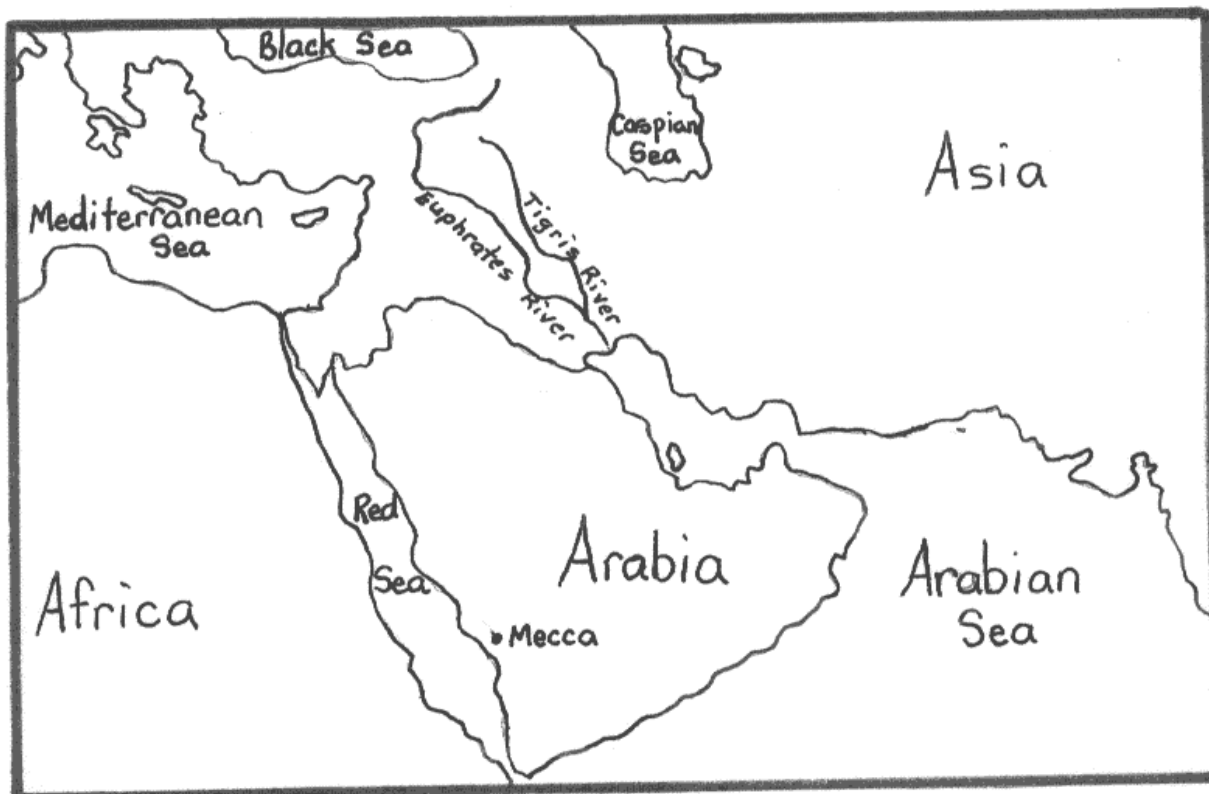 Black Sea
Caspian
Sea
Asia
Mediterranean
Sea
Euphrates River
Tigris River
Red
Sea
Arabia
Arabian
Sea
Africa
Mecca